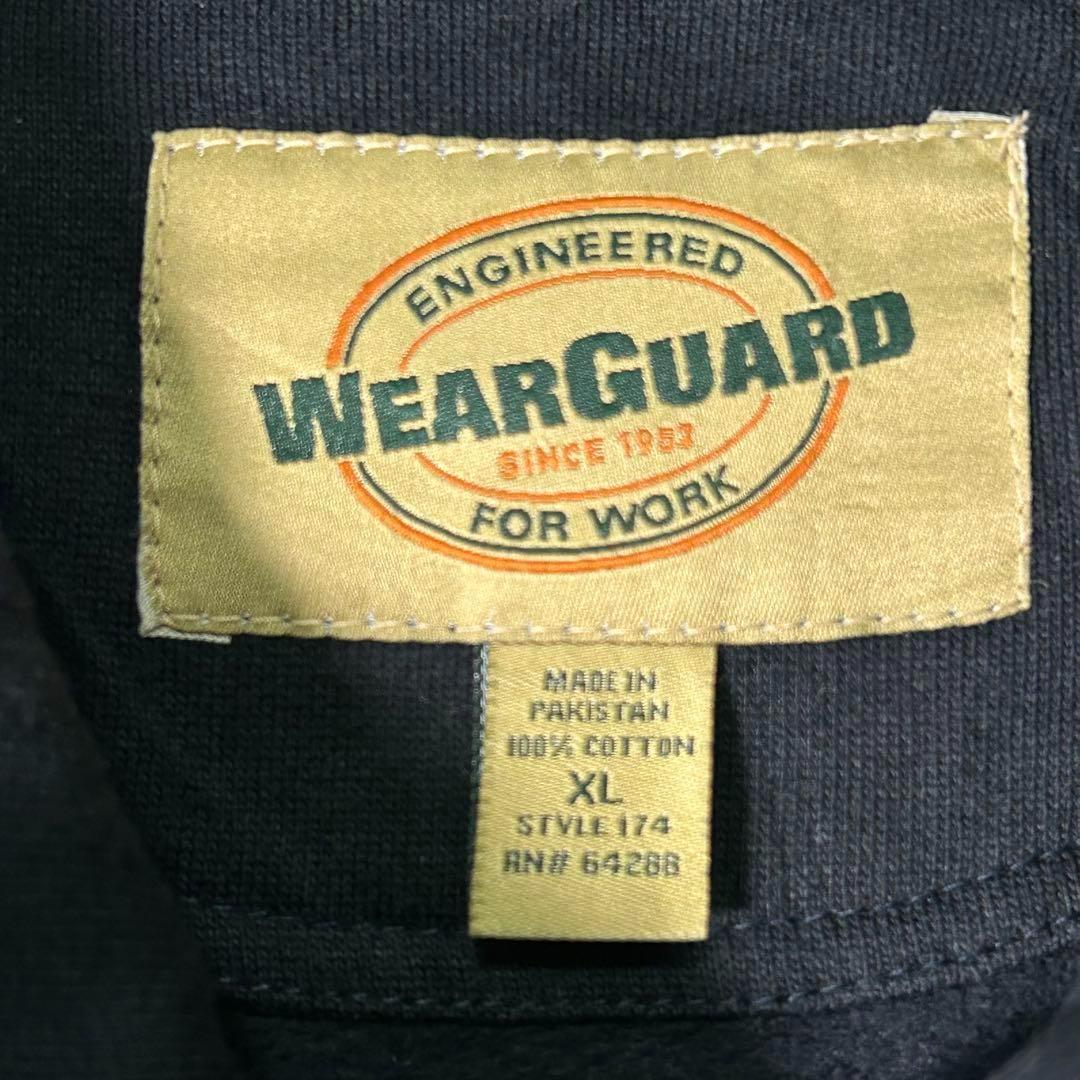 ENGINEERED
WEARGUARD
SINCE 1952
FOR WORK
MADE IN
PAKISTAN
100% COTTON
XL
STYLE 174
RN# 64288